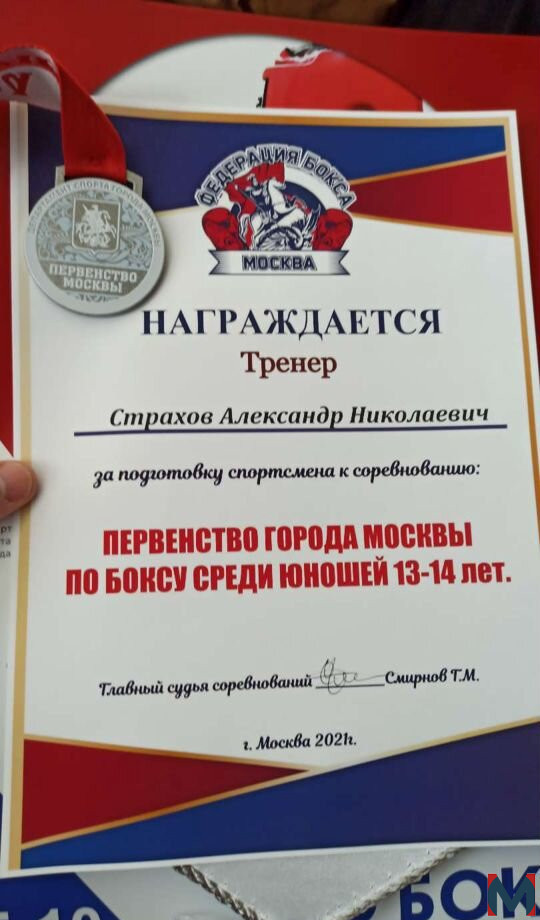 ФЕДЕРАЦИЯ БОКСА
МОСКВА
ПЕРВЕНСТВО
МОСКВЫ
НАГРАЖДАЕТСЯ
Тренер
Страхов Александр Николаевич
за подготовку спортсмена к соревнованию:
ПЕРВЕНСТВО ГОРОДА МОСКВЫ
ПО БОКСУ СРЕДИ ЮНОШЕЙ 13-14 лет.
Главный судья соревнований Смирнов Т.М.
г. Москва 2021г.
БОК
М